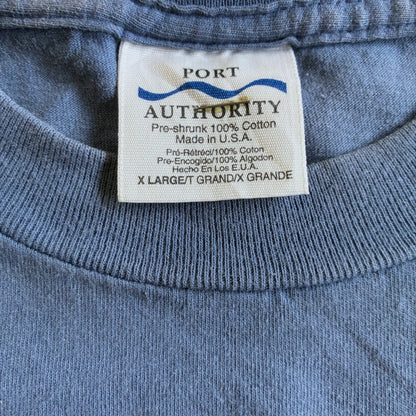 PORT
AUTHORITY
Pre-shrunk 100% Cotton
Made in U.S.A.
Pré-Rétréci/100% Coton
Pre-Encogido/100% Algodon
Hecho En Los E.U.A.
X LARGE/T GRAND/X GRANDE